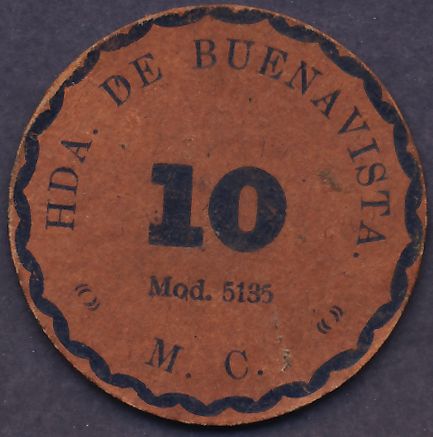 HDA. DE BUENAVISTA.
10
Mod. 5135
M. C.